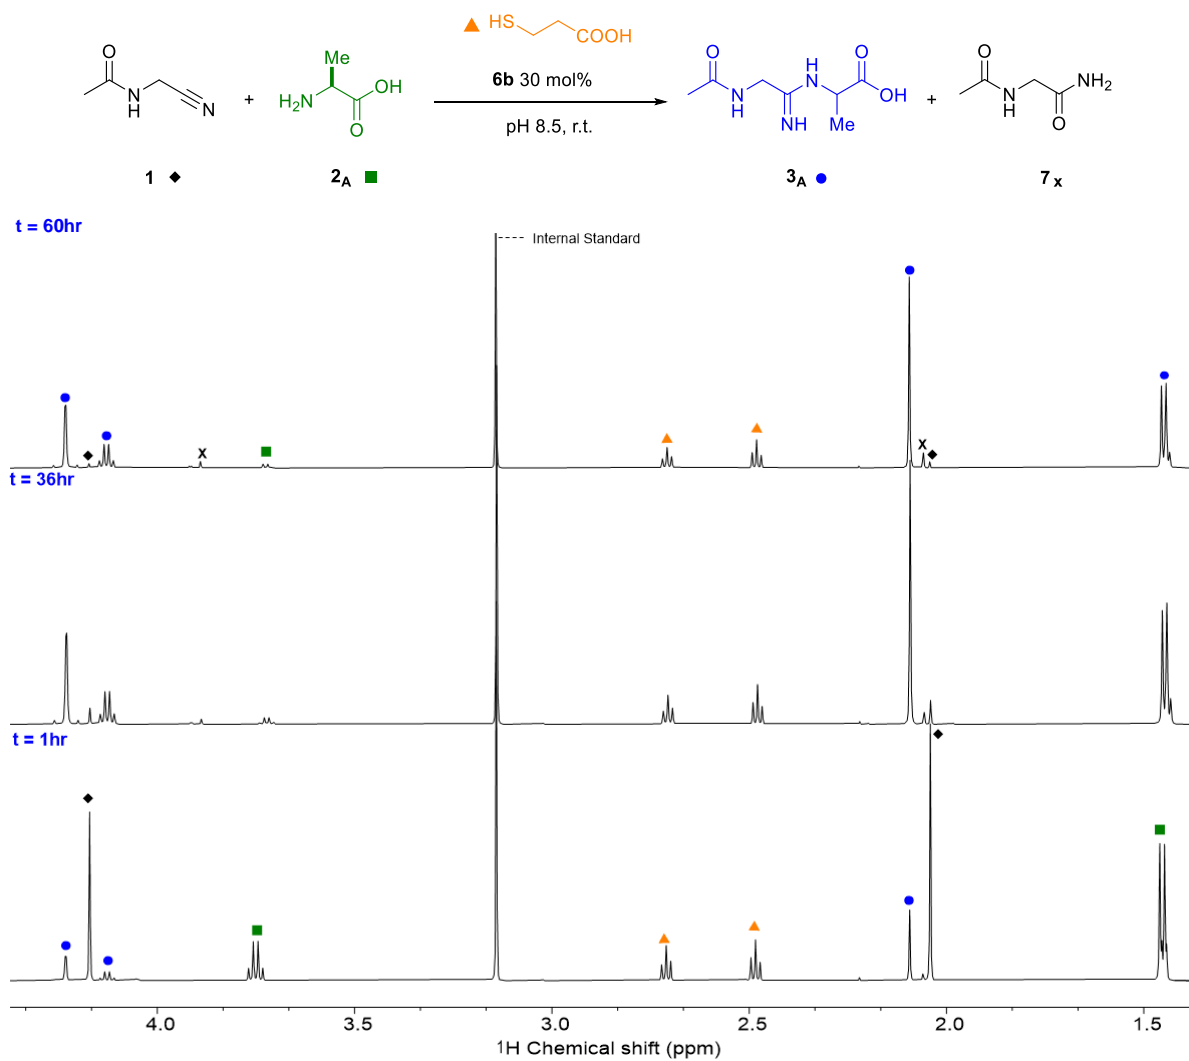 HS
COOH
O
N
H
N
+
Me
H₂N
OH
O
6b 30 mol%
pH 8.5, r.t.
O
N
H
NH
H
N
Me
O
OH
+
O
N
H
O
NH₂
1
2A
3A
7 x
t = 60hr
Internal Standard
x
x
t = 36hr
t = 1hr
4.0 3.5 3.0 2.5 2.0 1.5
¹H Chemical shift (ppm)